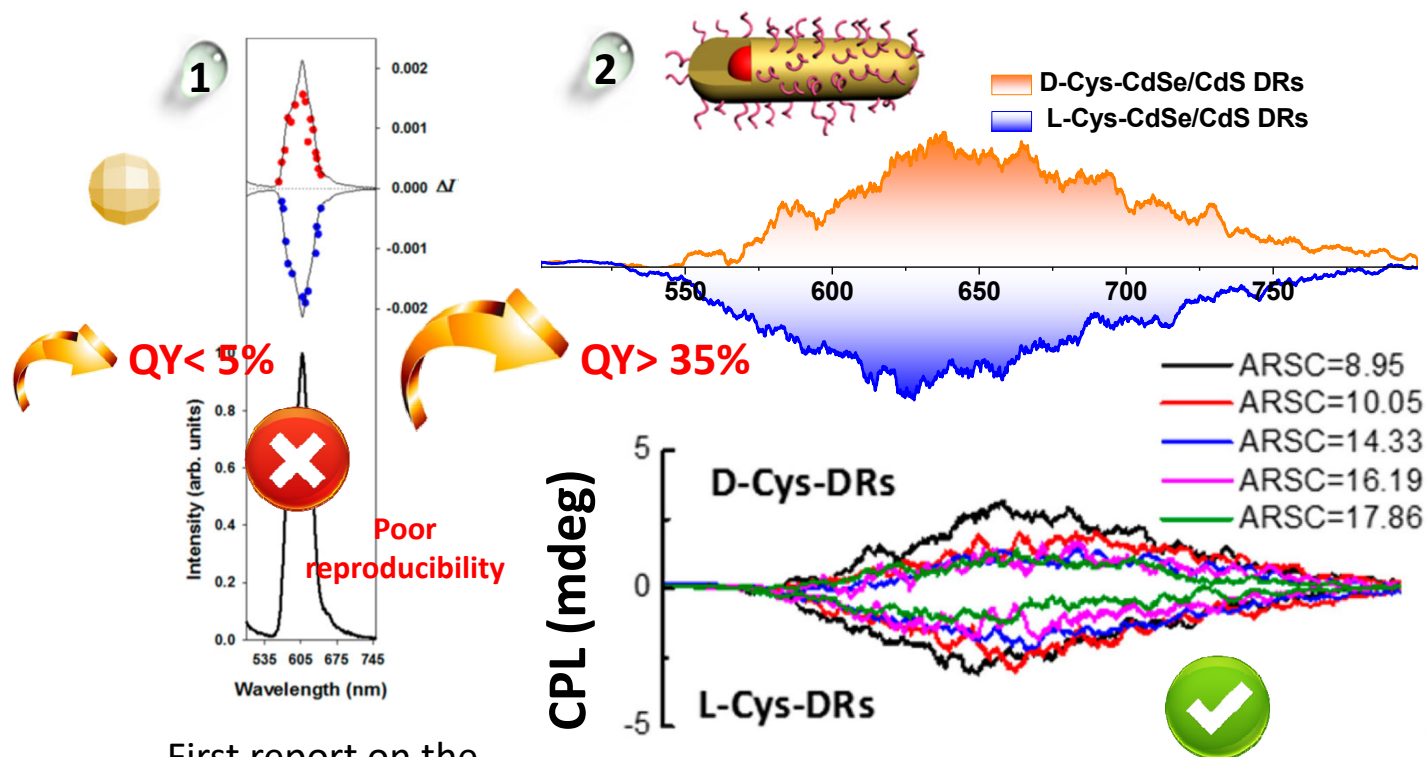 1
0.002
0.001
0.000 ΔI
-0.001
-0.002
QY< 5%
0.8
0.6
0.4
0.2
0.0
Intensity (arb. units)
535 605 675 745
Wavelength (nm)
Poor
reproducibility
First report on the
2
D-Cys-CdSe/CdS DRs
L-Cys-CdSe/CdS DRs
550 600 650 700 750
QY> 35%
ARSC=8.95
ARSC=10.05
ARSC=14.33
ARSC=16.19
ARSC=17.86
5
0
-5
CPL (mdeg)
D-Cys-DRs
L-Cys-DRs